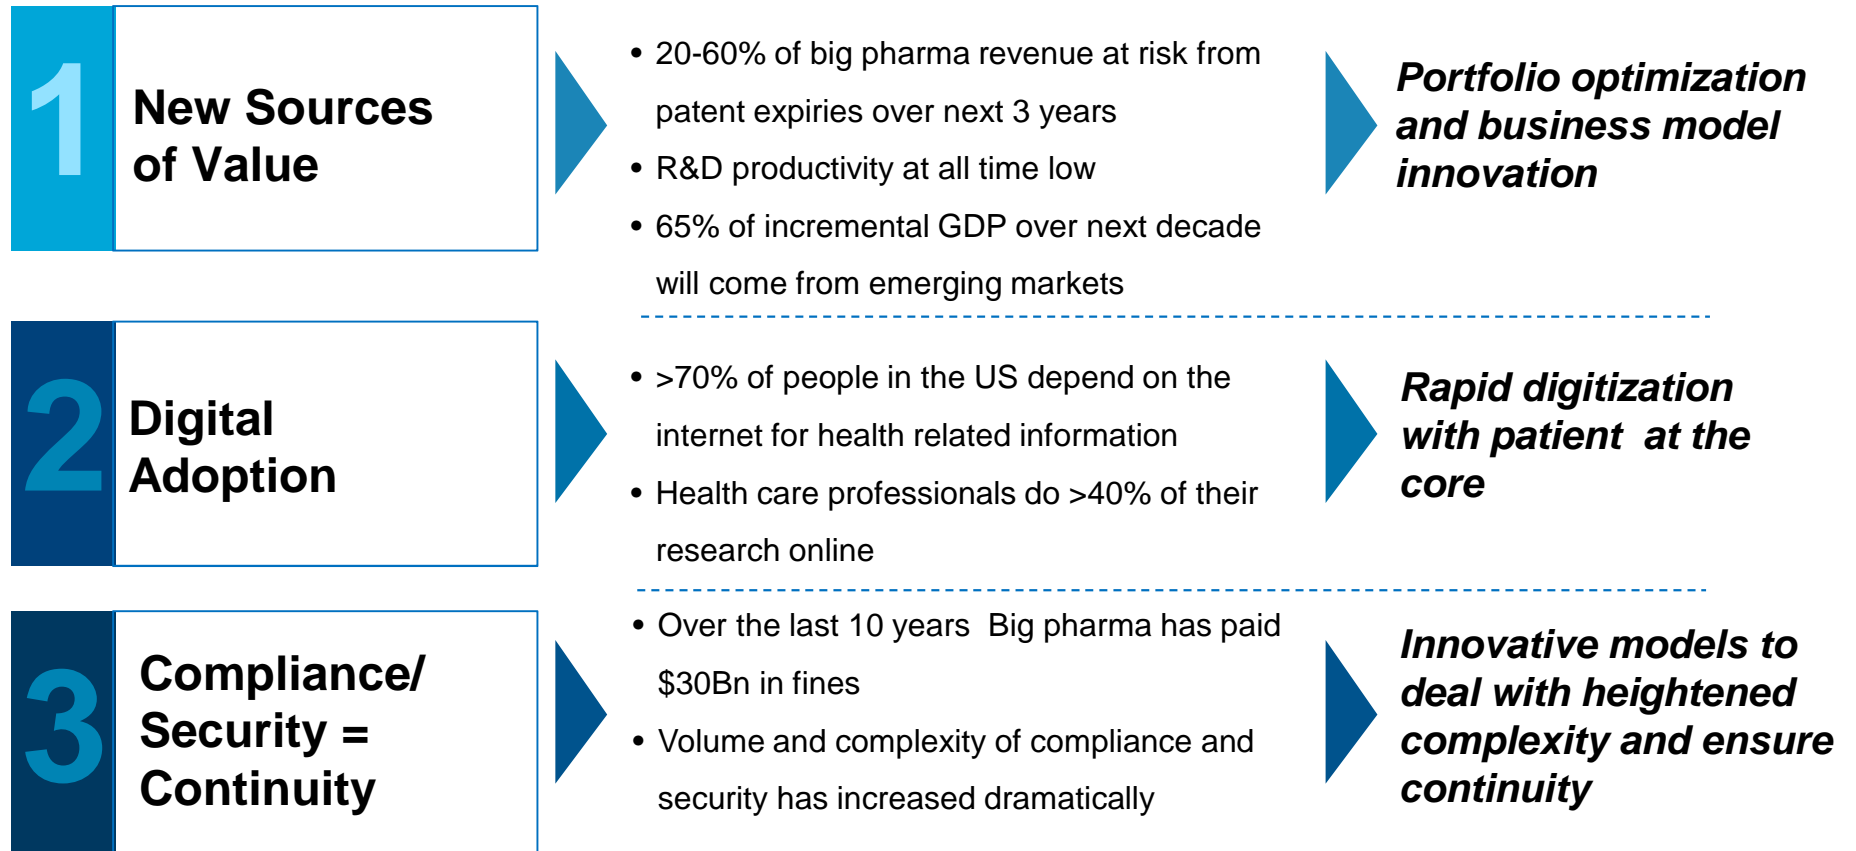 1
New Sources
of Value
• 20-60% of big pharma revenue at risk from
patent expiries over next 3 years
• R&D productivity at all time low
• 65% of incremental GDP over next decade
will come from emerging markets
Portfolio optimization
and business model
innovation
2
Digital
Adoption
• >70% of people in the US depend on the
internet for health related information
• Health care professionals do >40% of their
research online
Rapid digitization
with patient  at the
core
3
Compliance/
Security =
Continuity
• Over the last 10 years  Big pharma has paid
$30Bn in fines
• Volume and complexity of compliance and
security has increased dramatically
Innovative models to
deal with heightened
complexity and ensure
continuity